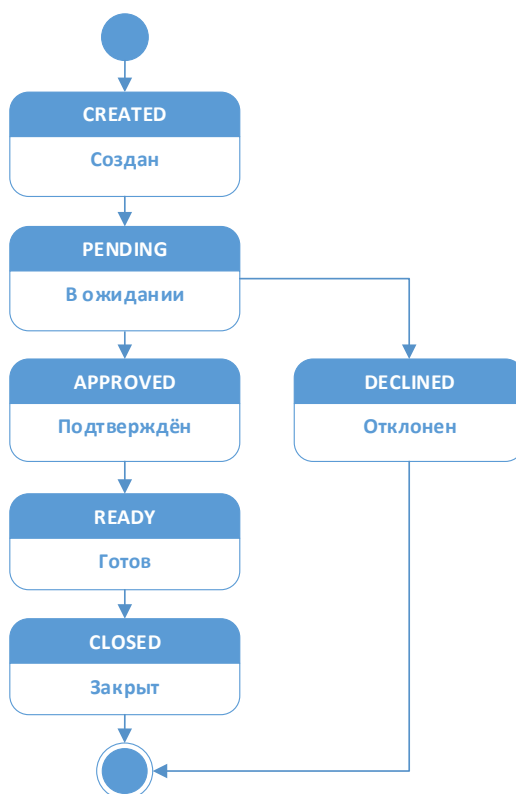 CREATED
Создан
PENDING
В ожидании
APPROVED
Подтверждён
DECLINED
Отклонен
READY
Готов
CLOSED
Закрыт